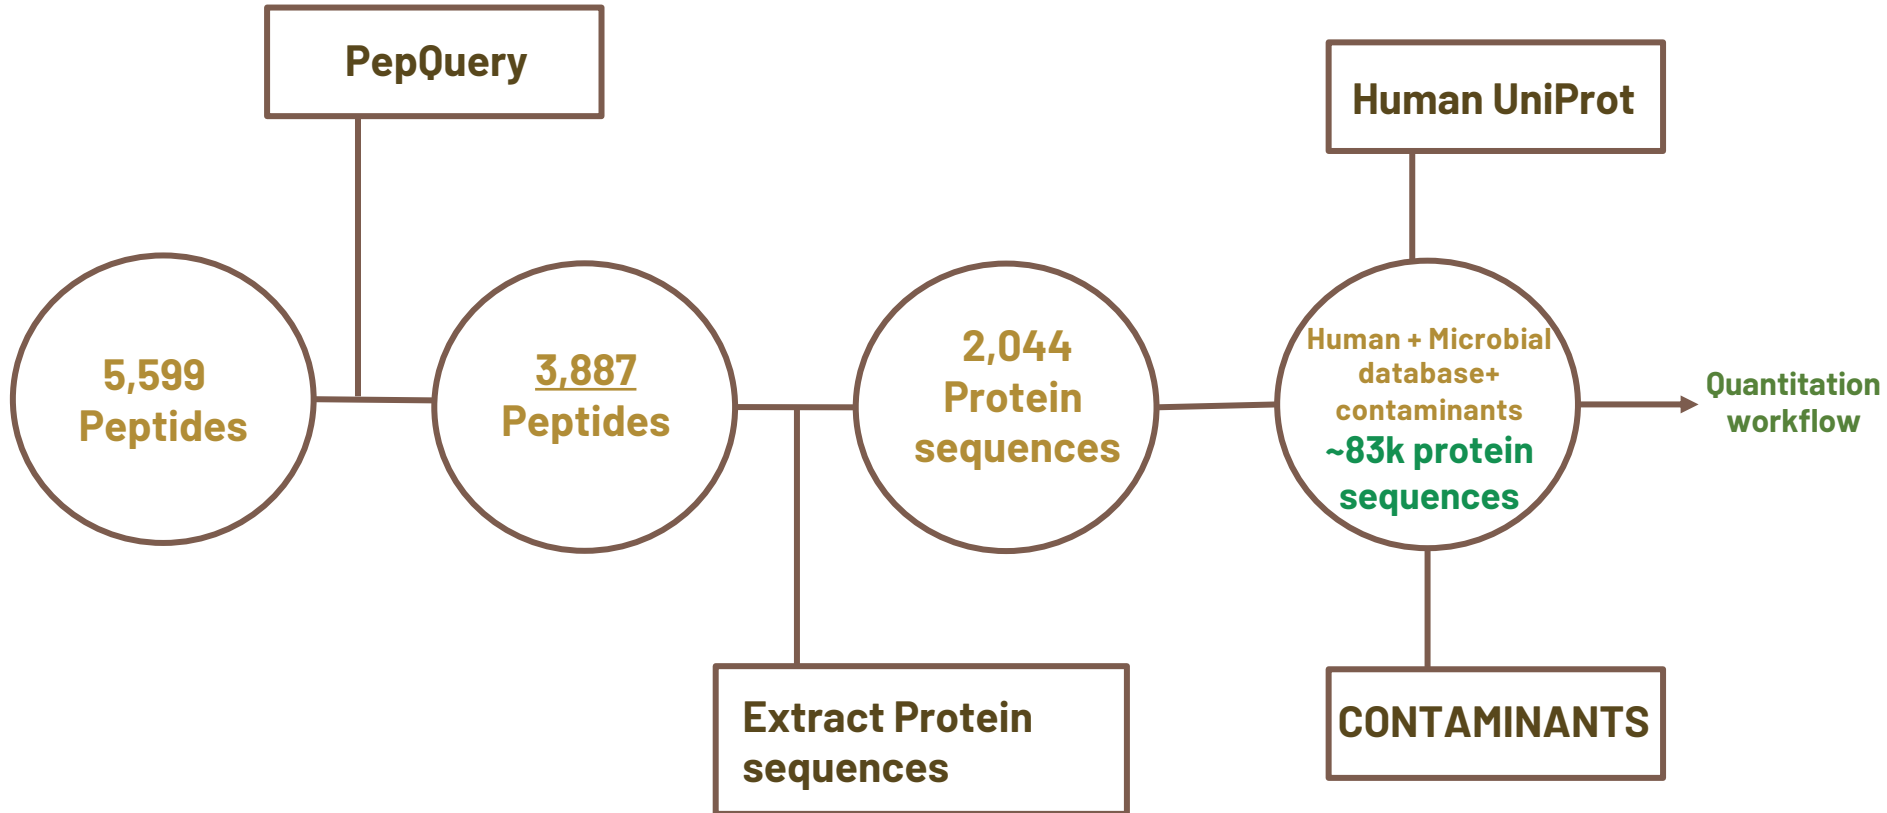 PepQuery
Human UniProt
5,599
Peptides
3,887
Peptides
2,044
Protein
sequences
Human + Microbial
database+
contaminants
~83k protein
sequences
Quantitation
workflow
Extract Protein
sequences
CONTAMINANTS